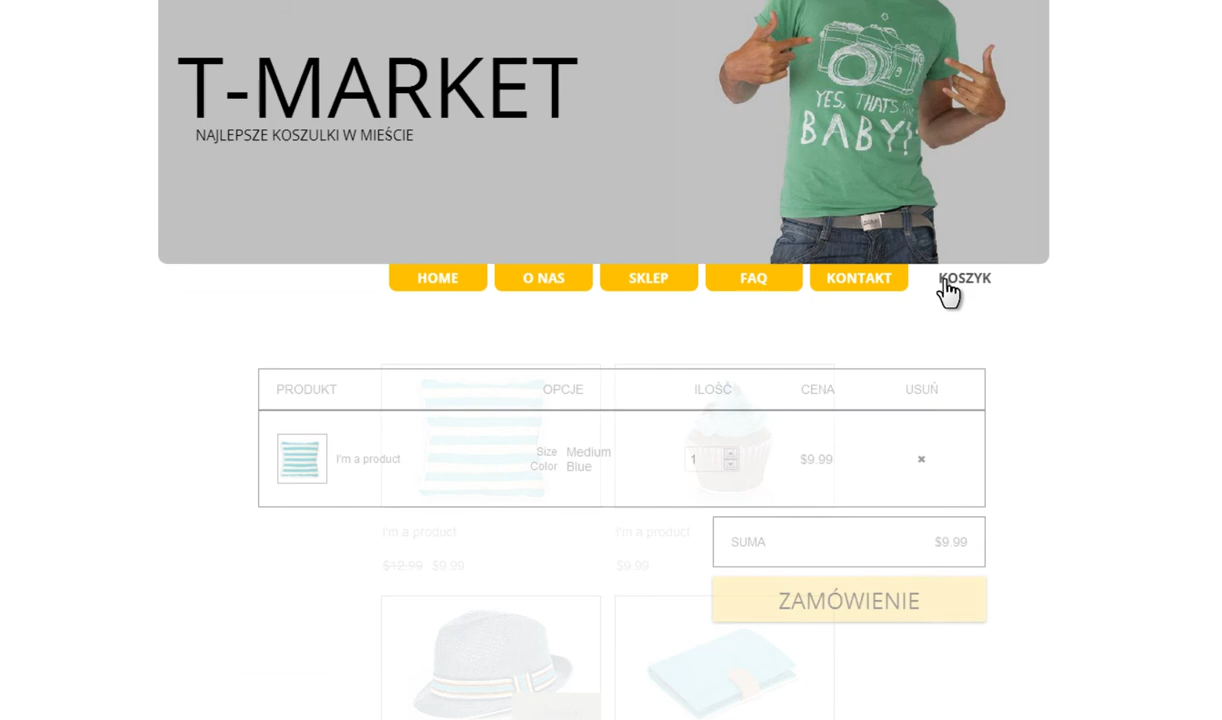 T-MARKET
NAJLEPSZE KOSZULKI W MIEŚCIE
YES, THAT'S
BABY!
HOME O NAS SKLEP FAQ KONTAKT KOSZYK
PRODUKT OPCJE ILOŚĆ CENA USUŃ
I'm a product Size Medium 1 $9.99 ✖
Color Blue
I'm a product I'm a product
SUMA $9.99
$12.99 $9.99 $9.99
ZAMÓWIENIE